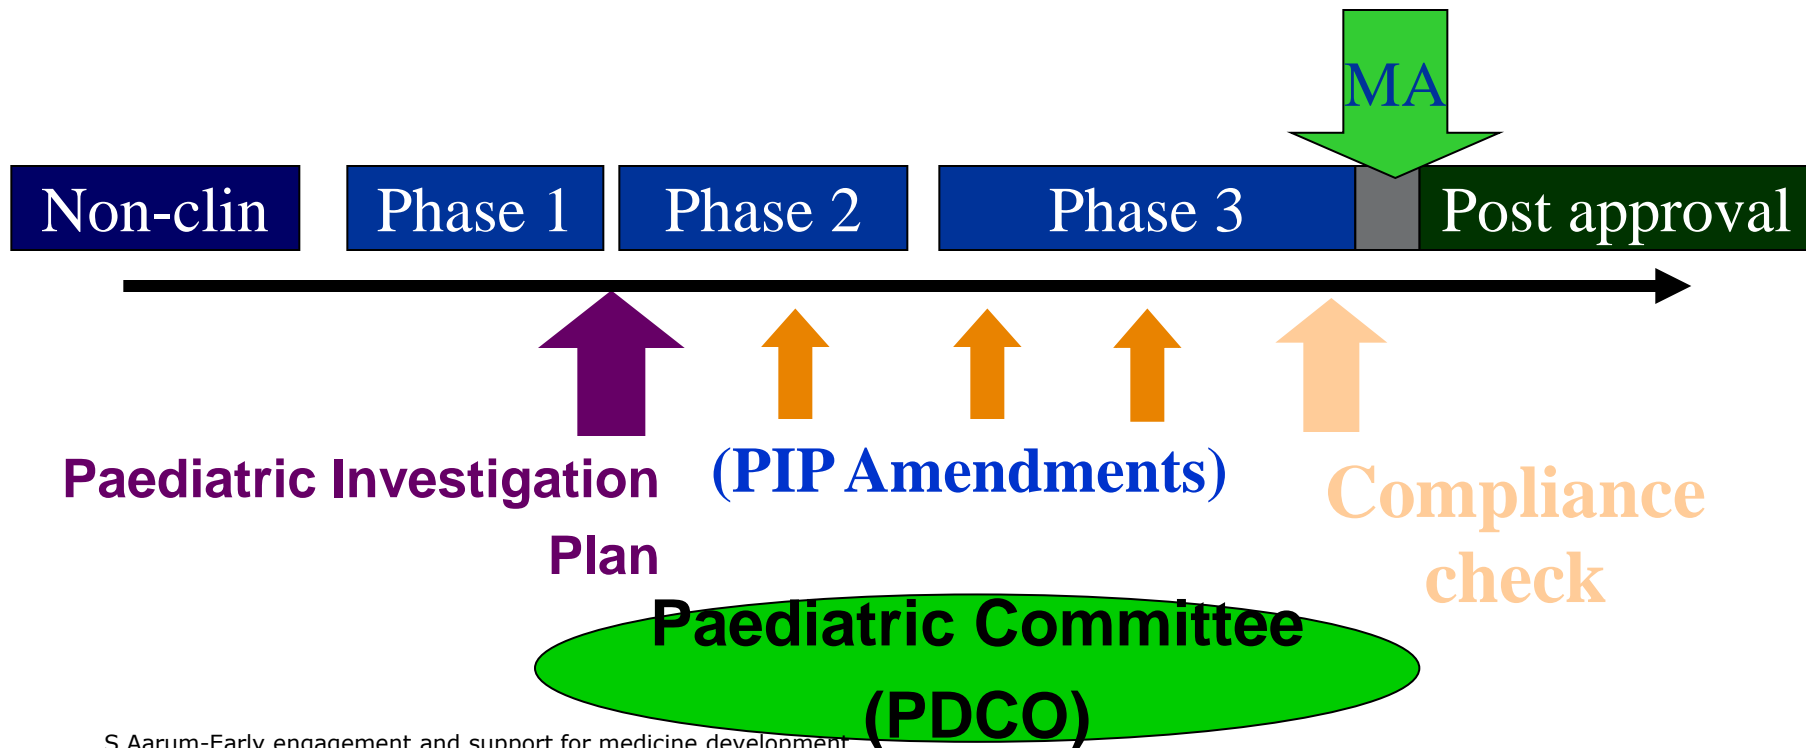 MA
Non-clin
Phase 1
Phase 2
Phase 3
Post approval
Paediatric Investigation
Plan
(PIP Amendments)
Compliance
check
Paediatric Committee
(PDCO)
S Aarum-Early engagement and support for medicine development